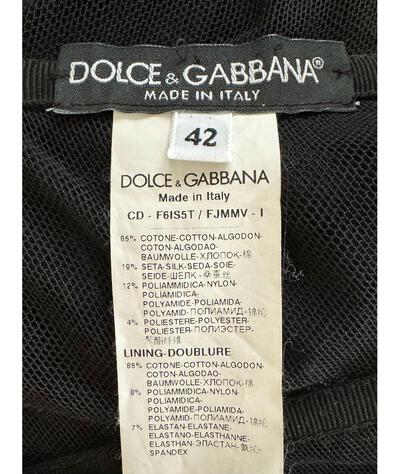 DOLCE & GABBANA®
MADE IN ITALY
42
DOLCE & GABBANA
Made in Italy
CD - F6IS5T / FJMMV - I
65% COTONE-COTTON-ALGODON-
COTON-ALGODAO-
BAUMWOLLE-ХЛОПОК-棉
19% SETA-SILK-SEDA-SOIE-
SEIDE-ШЕЛК - 桑蚕丝
12% POLIAMMIDICA-NYLON-
POLIAMIDICA-
POLYAMIDE-POLIAMIDA-
POLYAMID-ПОЛИАМИД-锦纶
4% POLIESTERE-POLYESTER-
POLIESTER-ПОЛИЭСТЕР-
聚酯纤维
LINING-DOUBLURE
85% COTONE-COTTON-ALGODON-
COTON-ALGODAO-
BAUMWOLLE-ХЛОПОК-棉
8% POLIAMMIDICA-NYLON-
POLIAMIDICA-
POLYAMIDE-POLIAMIDA-
POLYAMID-ПОЛИАМИД-锦纶
7% ELASTAN-ELASTANE-
ELASTANO-ELASTHANNE-
ELASTHAN-ЭЛАСТАН-氨纶-
SPANDEX